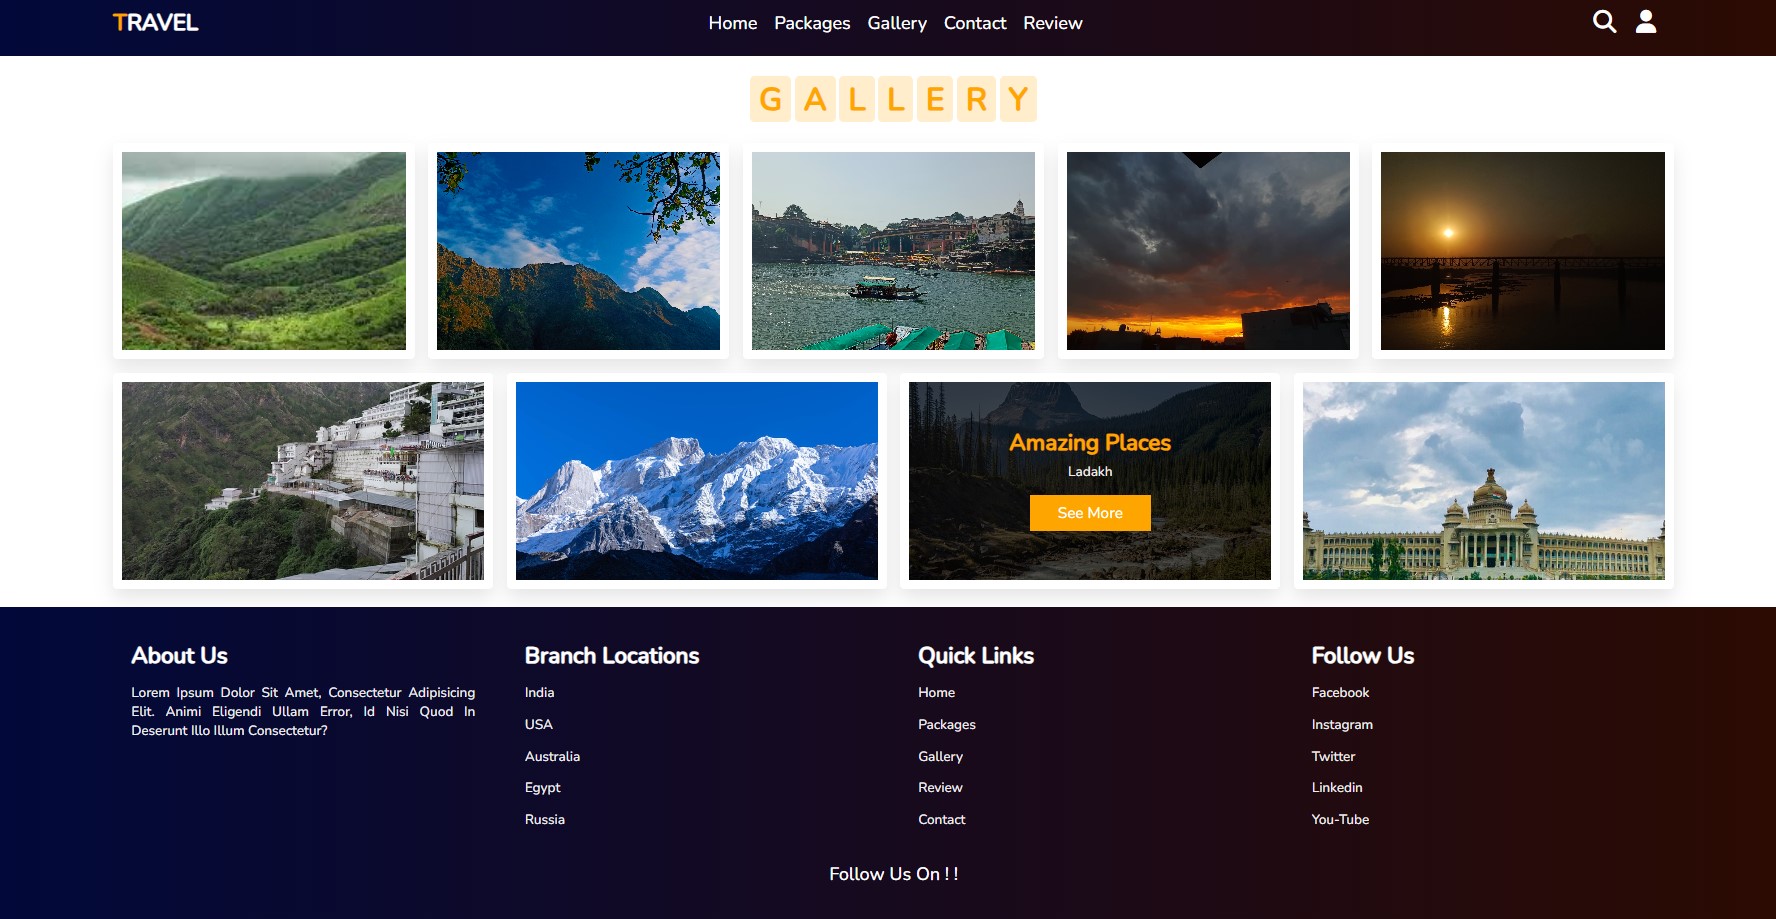 TRAVEL
Home Packages Gallery Contact Review
GALLERY
Amazing Places
Ladakh
See More
About Us
Lorem Ipsum Dolor Sit Amet, Consectetur Adipisicing
Elit. Animi Eligendi Ullam Error, Id Nisi Quod In
Deserunt Illo Illum Consectetur?
Branch Locations
India
USA
Australia
Egypt
Russia
Quick Links
Home
Packages
Gallery
Review
Contact
Follow Us
Facebook
Instagram
Twitter
Linkedin
You-Tube
Follow Us On ! !